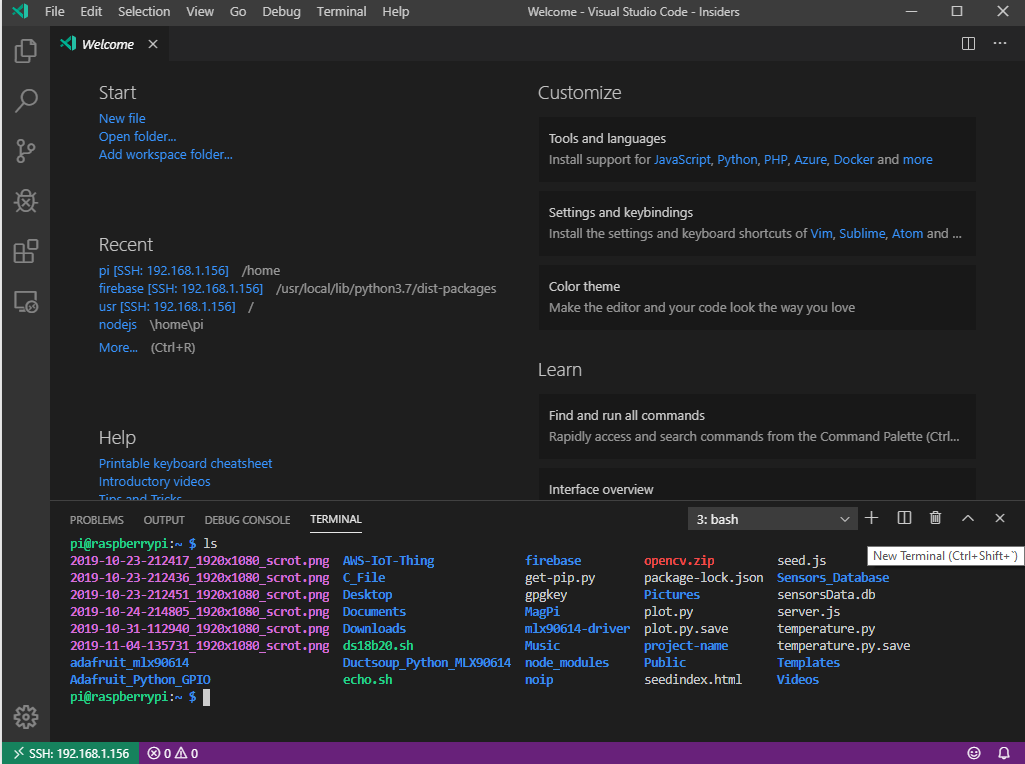 File Edit Selection View Go Debug Terminal Help Welcome - Visual Studio Code - Insiders
Welcome
Start
New file
Open folder...
Add workspace folder...
Recent
pi [SSH: 192.168.1.156] /home
firebase [SSH: 192.168.1.156] /usr/local/lib/python3.7/dist-packages
usr [SSH: 192.168.1.156] /
nodejs \home\pi
More... (Ctrl+R)
Help
Printable keyboard cheatsheet
Introductory videos
Tips and Tricks
Customize
Tools and languages
Install support for JavaScript, Python, PHP, Azure, Docker and more
Settings and keybindings
Install the settings and keyboard shortcuts of Vim, Sublime, Atom and ...
Color theme
Make the editor and your code look the way you love
Learn
Find and run all commands
Rapidly access and search commands from the Command Palette (Ctrl...
Interface overview
PROBLEMS OUTPUT DEBUG CONSOLE TERMINAL 3: bash
New Terminal (Ctrl+Shift+`)
pi@raspberrypi:~ $ ls
2019-10-23-212417_1920x1080_scrot.png AWS-IoT-Thing firebase opencv.zip seed.js
2019-10-23-212436_1920x1080_scrot.png C_File get-pip.py package-lock.json Sensors_Database
2019-10-23-212451_1920x1080_scrot.png Desktop gpgkey Pictures sensorsData.db
2019-10-24-214805_1920x1080_scrot.png Documents MagPi plot.py server.js
2019-10-31-112940_1920x1080_scrot.png Downloads mlx90614-driver plot.py.save temperature.py
2019-11-04-135731_1920x1080_scrot.png ds18b20.sh Music project-name temperature.py.save
adafruit_mlx90614 Ductsoup_Python_MLX90614 node_modules Public Templates
Adafruit_Python_GPIO echo.sh noip seedindex.html Videos
pi@raspberrypi:~ $
SSH: 192.168.1.156 0 0